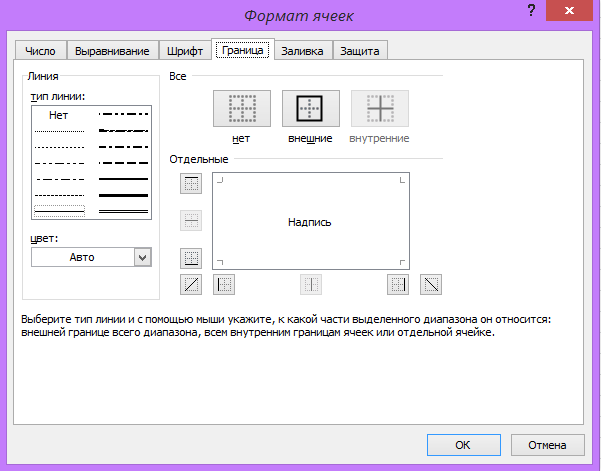 Формат ячеек
?
Число Выравнивание Шрифт Граница Заливка Защита
Линия
тип линии:
Нет
цвет:
Авто
Все
нет внешние внутренние
Отдельные
Надпись
Выберите тип линии и с помощью мыши укажите, к какой части выделенного диапазона он относится:
внешней границе всего диапазона, всем внутренним границам ячеек или отдельной ячейке.
ОК Отмена